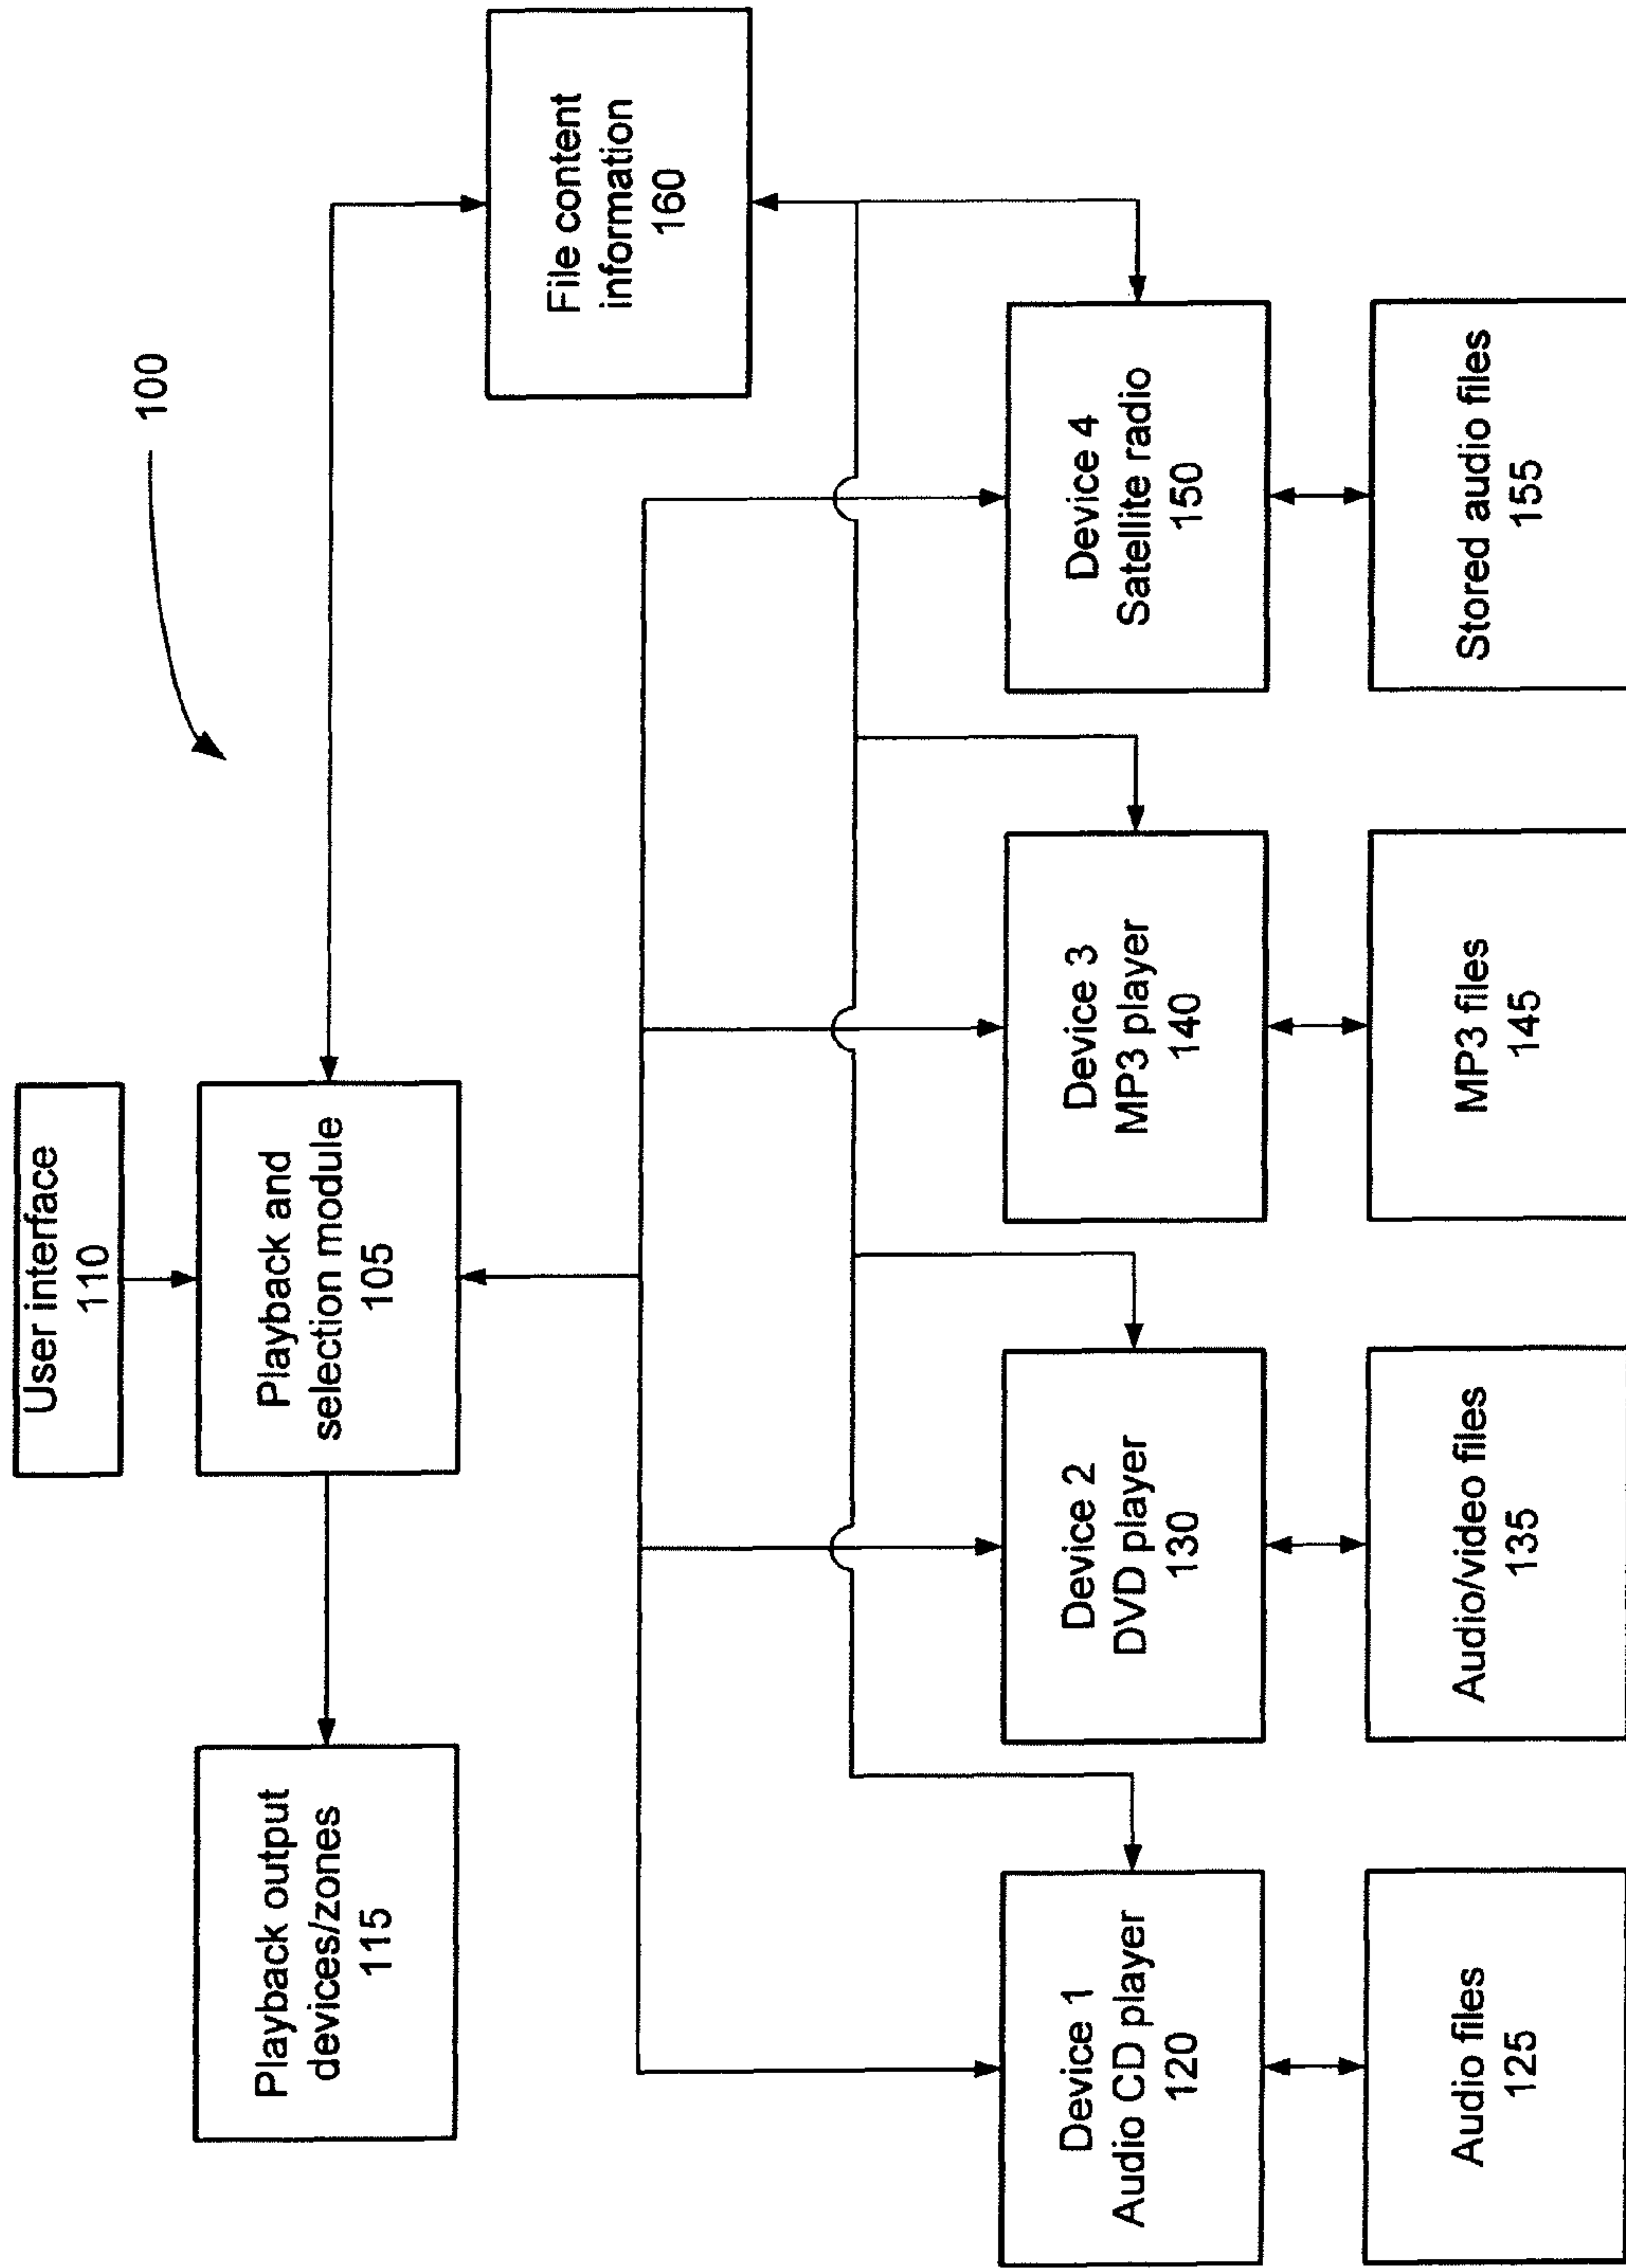 100
User interface
110
Playback output
devices/zones
115
Playback and
selection module
105
File content
information
160
Device 1
Audio CD player
120
Device 2
DVD player
130
Device 3
MP3 player
140
Device 4
Satellite radio
150
Audio files
125
Audio/video files
135
MP3 files
145
Stored audio files
155